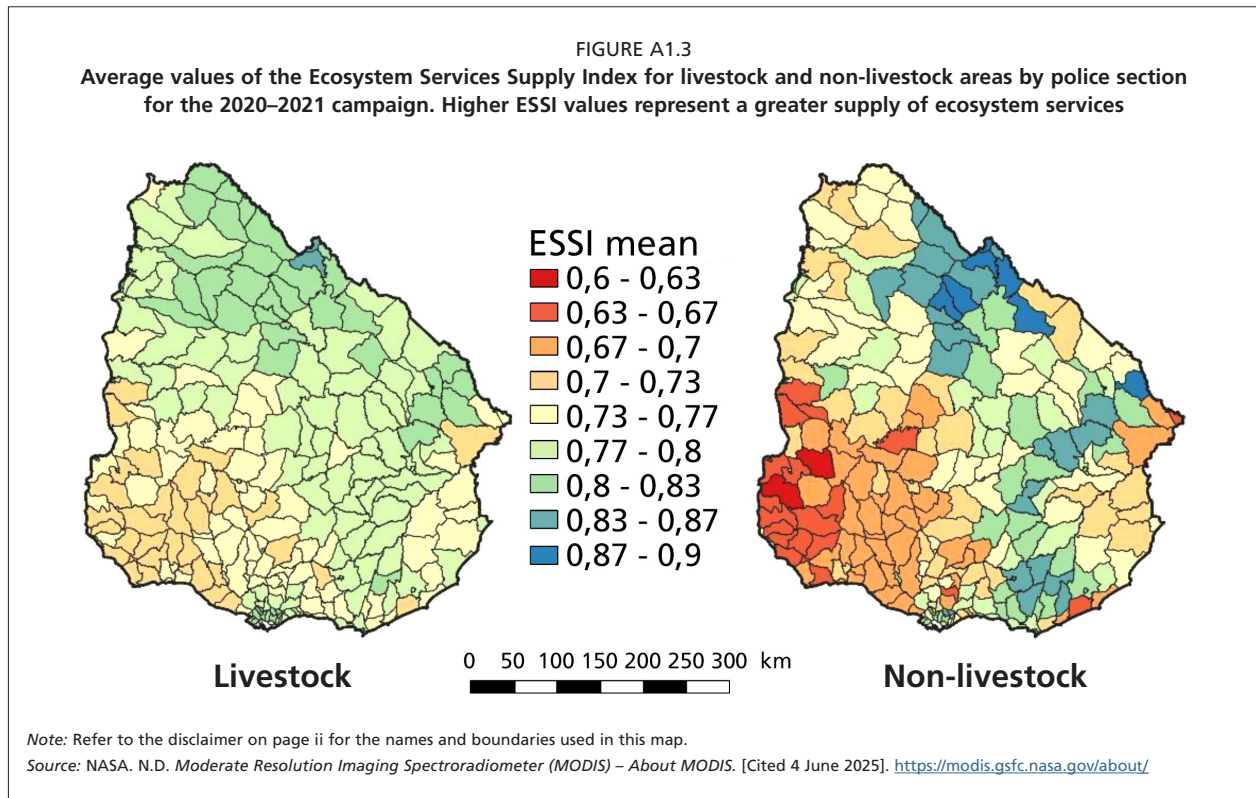 FIGURE A1.3
Average values of the Ecosystem Services Supply Index for livestock and non-livestock areas by police section
for the 2020–2021 campaign. Higher ESSI values represent a greater supply of ecosystem services
ESSI mean
0,6 - 0,63
0,63 - 0,67
0,67 - 0,7
0,7 - 0,73
0,73 - 0,77
0,77 - 0,8
0,8 - 0,83
0,83 - 0,87
0,87 - 0,9
0 50 100 150 200 250 300 km
Livestock
Non-livestock
Note: Refer to the disclaimer on page ii for the names and boundaries used in this map.
Source: NASA. N.D. Moderate Resolution Imaging Spectroradiometer (MODIS) – About MODIS. [Cited 4 June 2025]. https://modis.gsfc.nasa.gov/about/